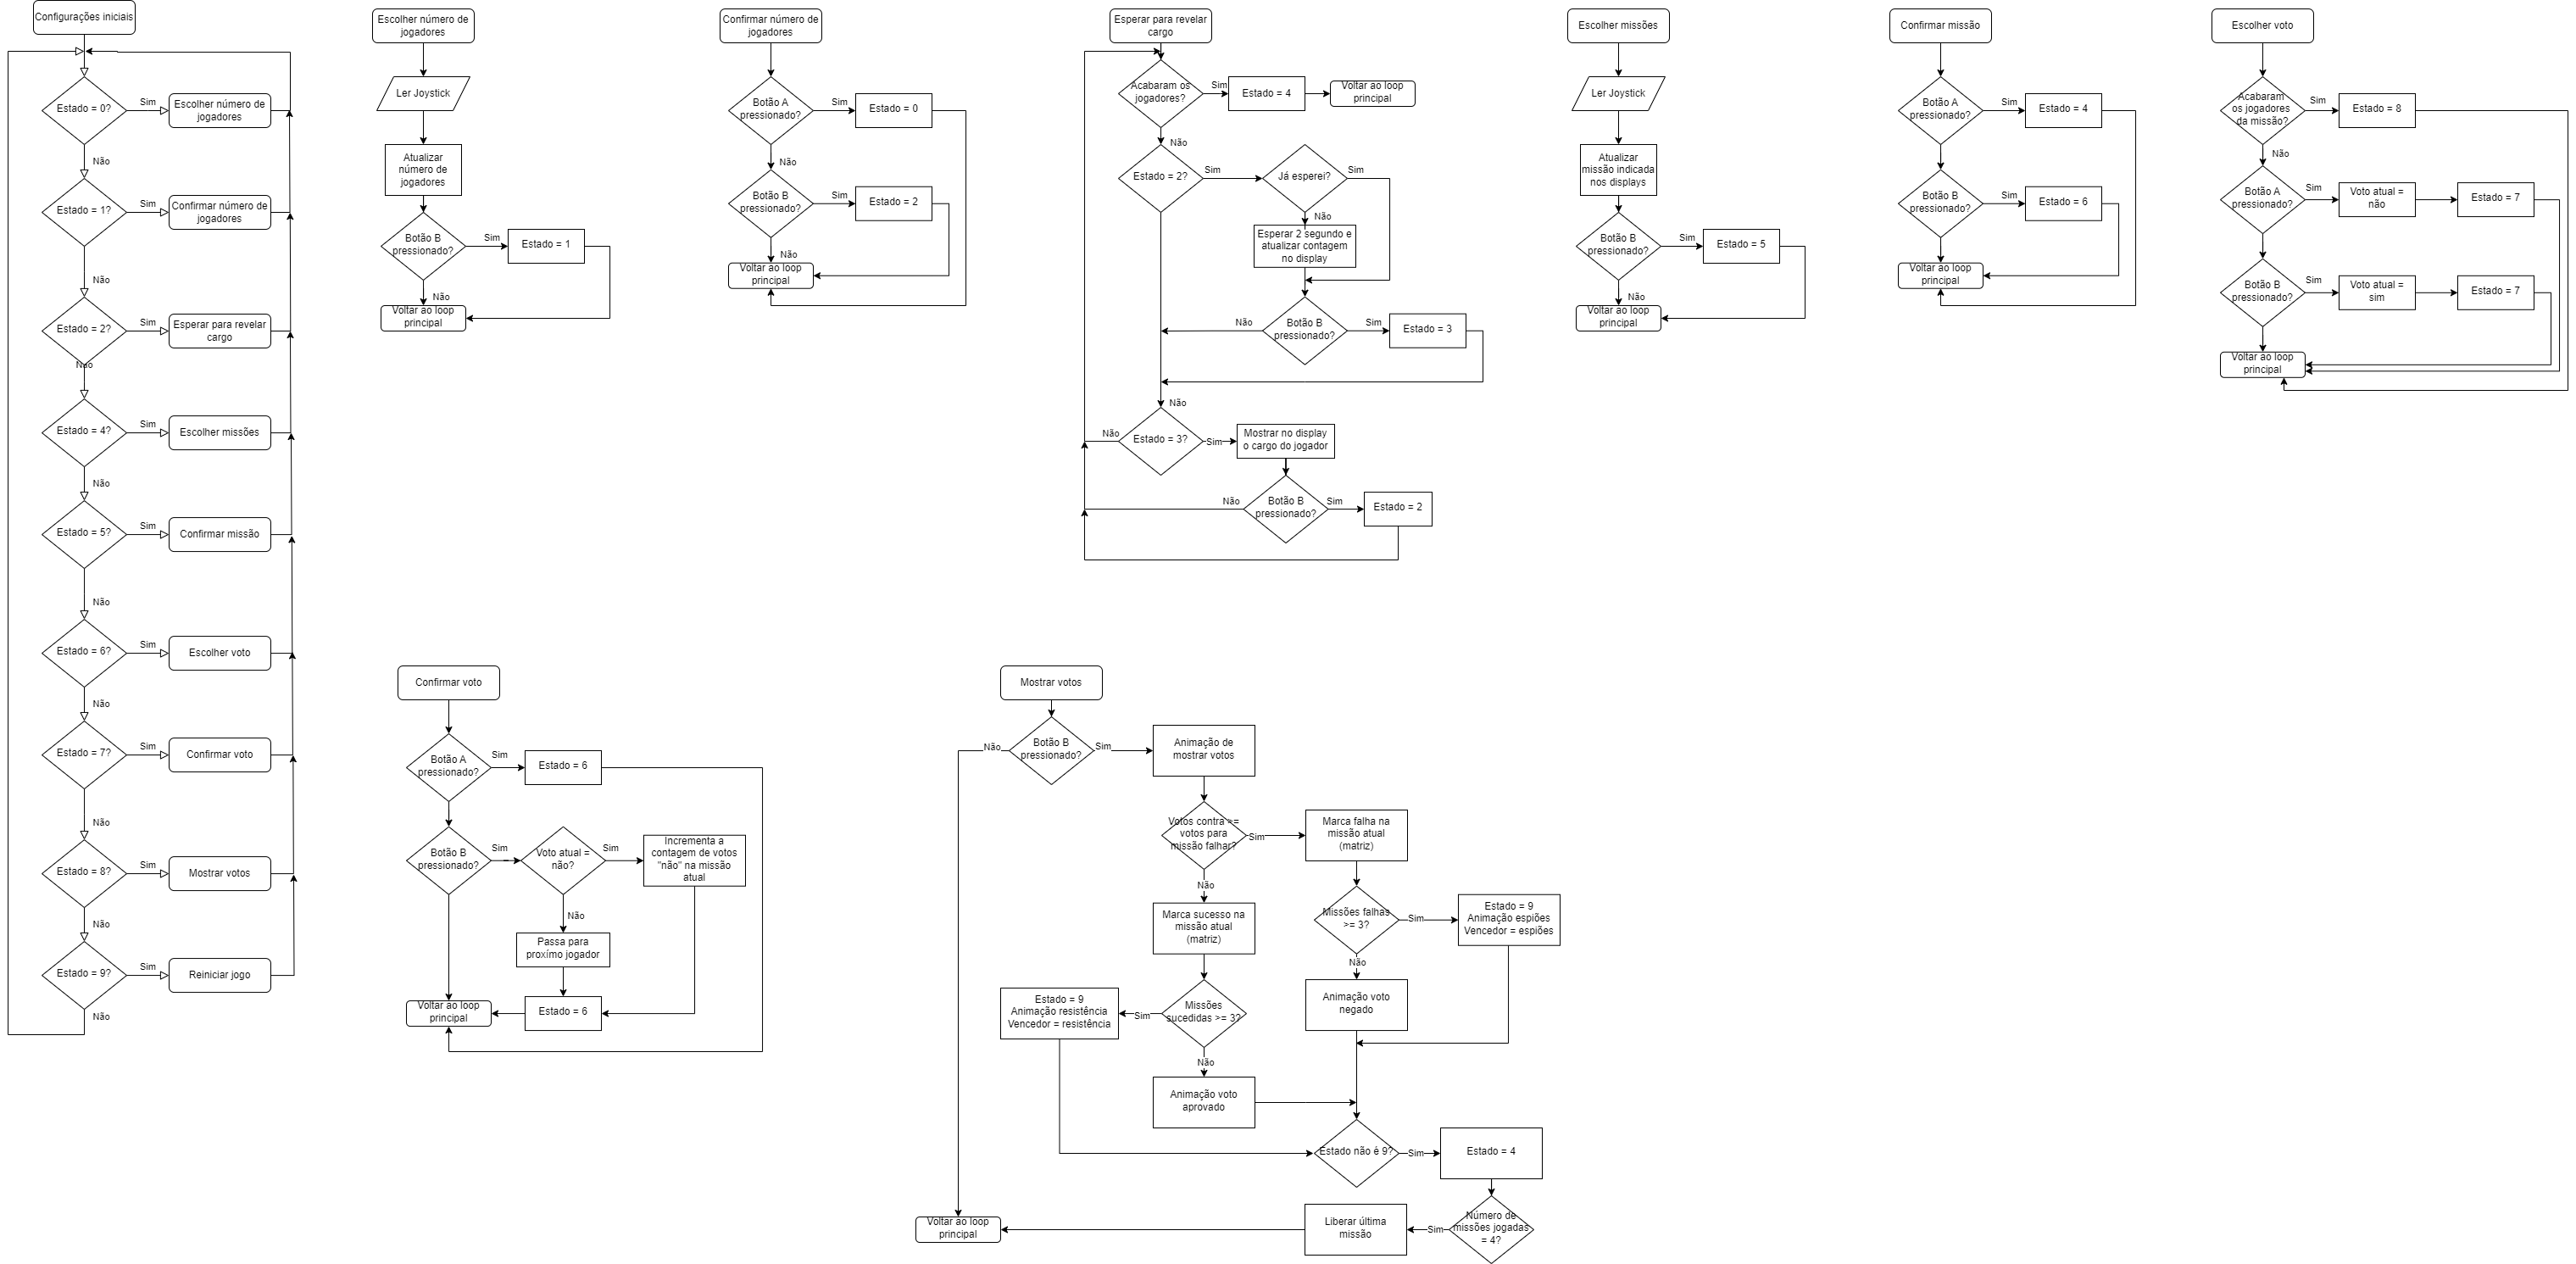 Configurações iniciais
Estado = 0?
Sim
Escolher número de
jogadores
Não
Estado = 1?
Sim
Confirmar número de
jogadores
Não
Estado = 2?
Sim
Esperar para revelar
cargo
Não
Estado = 4?
Sim
Escolher missões
Não
Estado = 5?
Sim
Confirmar missão
Não
Estado = 6?
Sim
Escolher voto
Não
Estado = 7?
Sim
Confirmar voto
Não
Estado = 8?
Sim
Mostrar votos
Não
Estado = 9?
Sim
Reiniciar jogo
Não
Escolher número de
jogadores
Ler Joystick
Atualizar
número de
jogadores
Botão B
pressionado?
Sim
Estado = 1
Não
Voltar ao loop
principal
Confirmar número de
jogadores
Botão A
pressionado?
Sim
Estado = 0
Não
Botão B
pressionado?
Sim
Estado = 2
Não
Voltar ao loop
principal
Esperar para revelar
cargo
Acabaram os
jogadores?
Sim
Estado = 4
Voltar ao loop
principal
Não
Estado = 2?
Sim
Já esperei?
Sim
Não
Esperar 2 segundo e
atualizar contagem
no display
Botão B
pressionado?
Não
Sim
Estado = 3
Não
Estado = 3?
Não
Sim
Mostrar no display
o cargo do jogador
Botão B
pressionado?
Não
Sim
Estado = 2
Escolher missões
Ler Joystick
Atualizar
missão indicada
nos displays
Botão B
pressionado?
Sim
Estado = 5
Não
Voltar ao loop
principal
Confirmar missão
Botão A
pressionado?
Sim
Estado = 4
Botão B
pressionado?
Sim
Estado = 6
Voltar ao loop
principal
Escolher voto
Acabaram
os jogadores
da missão?
Sim
Estado = 8
Não
Botão A
pressionado?
Sim
Voto atual =
não
Estado = 7
Botão B
pressionado?
Sim
Voto atual =
sim
Estado = 7
Voltar ao loop
principal
Confirmar voto
Botão A
pressionado?
Sim
Estado = 6
Botão B
pressionado?
Sim
Voto atual =
não?
Sim
Incrementa a
contagem de votos
"não" na missão
atual
Não
Passa para
proxímo jogador
Estado = 6
Voltar ao loop
principal
Mostrar votos
Botão B
pressionado?
Não
Sim
Animação de
mostrar votos
Votos contra >=
votos para
missão falhar?
Sim
Marca falha na
missão atual
(matriz)
Não
Marca sucesso na
missão atual
(matriz)
Missões falhas
>= 3?
Sim
Estado = 9
Animação espiões
Vencedor = espiões
Não
Animação voto
negado
Missões
sucedidas >= 3?
Sim
Estado = 9
Animação resistência
Vencedor = resistência
Não
Animação voto
aprovado
Estado não é 9?
Sim
Estado = 4
Número de
missões jogadas
= 4?
Sim
Liberar última
missão
Voltar ao loop
principal